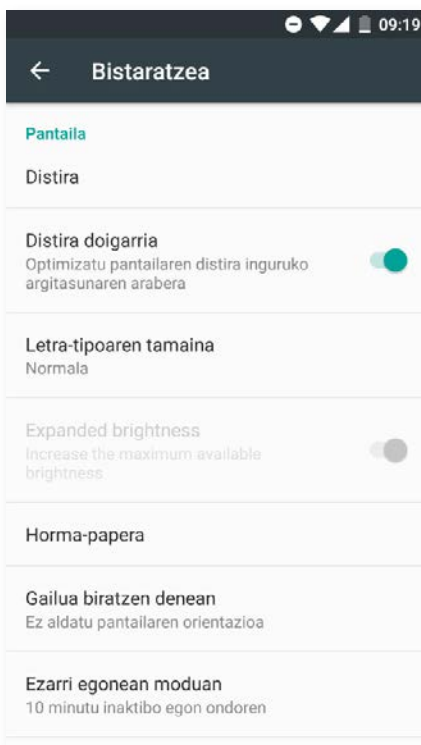 09:19
Bistaratzea
Pantaila
Distira
Distira doigarria
Optimizatu pantailaren distira inguruko
argitasunaren arabera
Letra-tipoaren tamaina
Normala
Expanded brightness
Increase the maximum available
brightness
Horma-papera
Gailua biratzen denean
Ez aldatu pantailaren orientazioa
Ezarri egonean moduan
10 minutu inaktibo egon ondoren